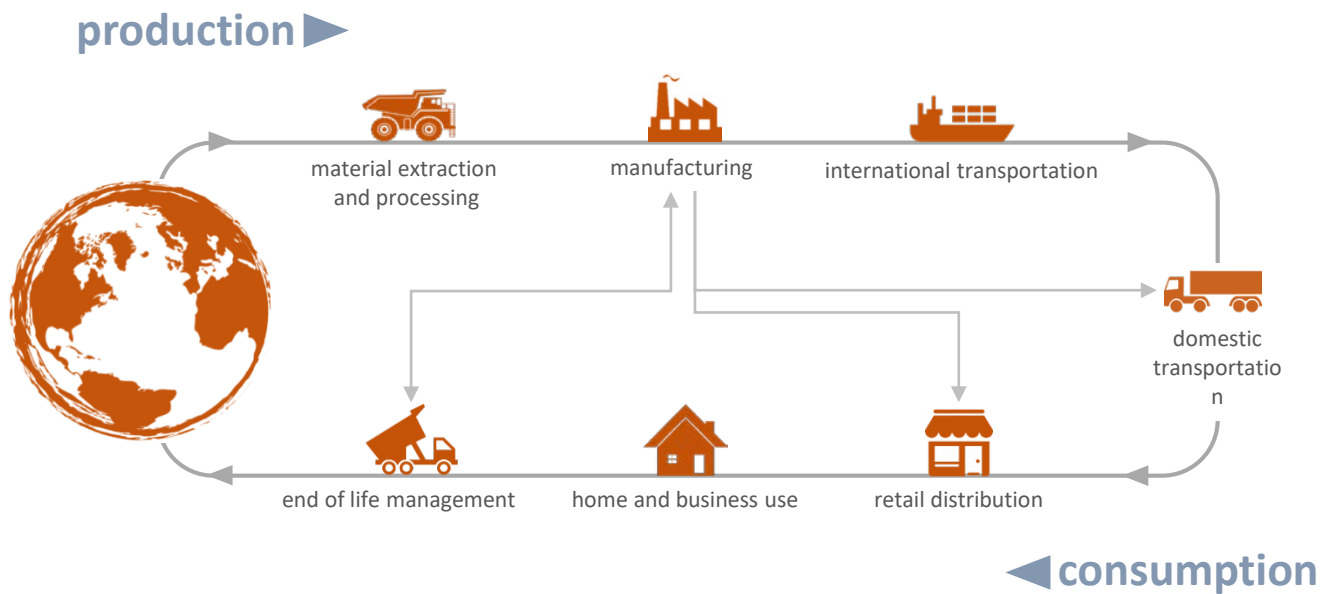 production
material extraction
and processing
manufacturing
international transportation
domestic
transportatio
n
end of life management
home and business use
retail distribution
consumption